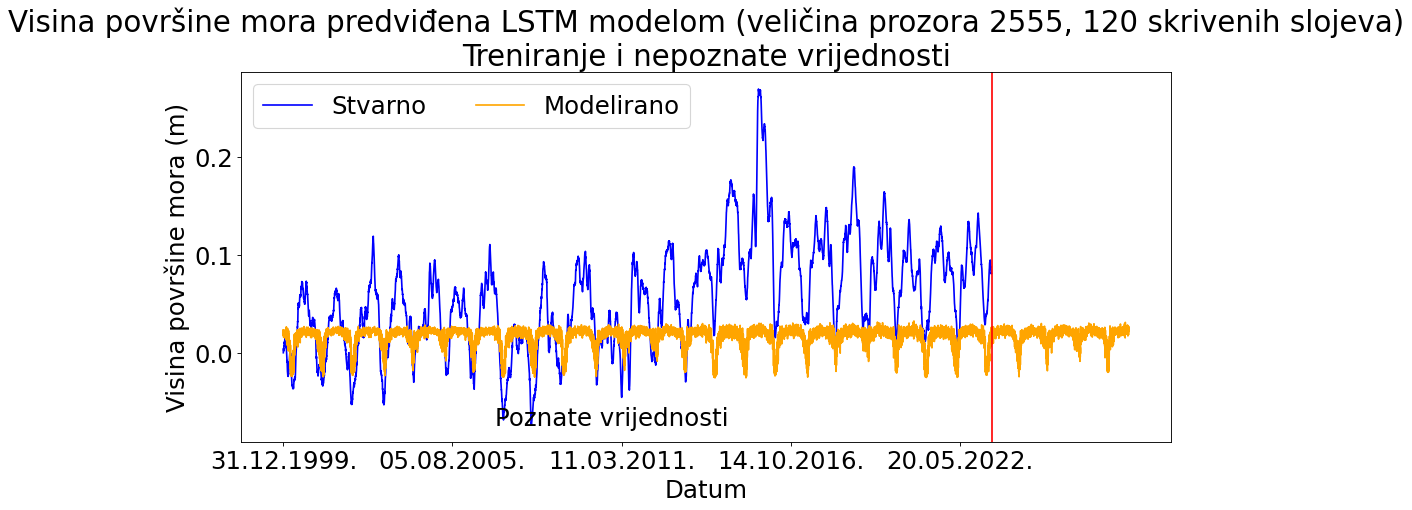 Visina površine mora predviđena LSTM modelom (veličina prozora 2555, 120 skrivenih slojeva)
Treniranje i nepoznate vrijednosti
Stvarno
Modelirano
Visina površine mora (m)
0.2
0.1
0.0
Poznate vrijednosti
31.12.1999.
05.08.2005.
11.03.2011.
14.10.2016.
20.05.2022.
Datum